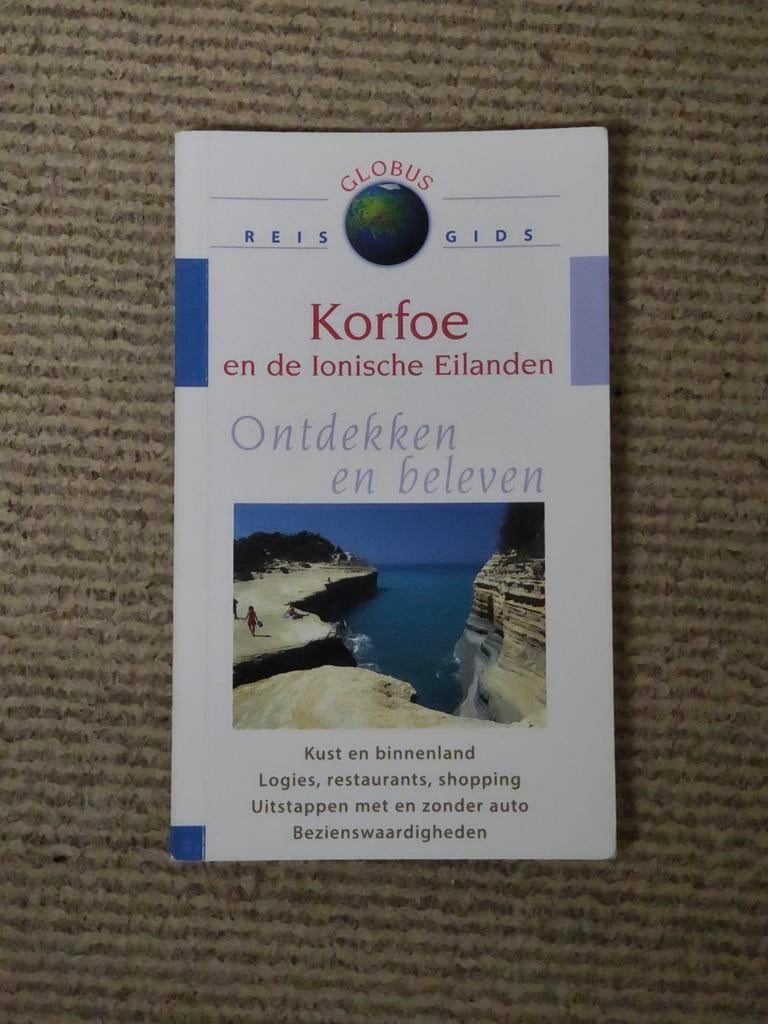 GLOBUS
REIS GIDS
Korfoe
en de Ionische Eilanden
Ontdekken
en beleven
Kust en binnenland
Logies, restaurants, shopping
Uitstappen met en zonder auto
Bezienswaardigheden